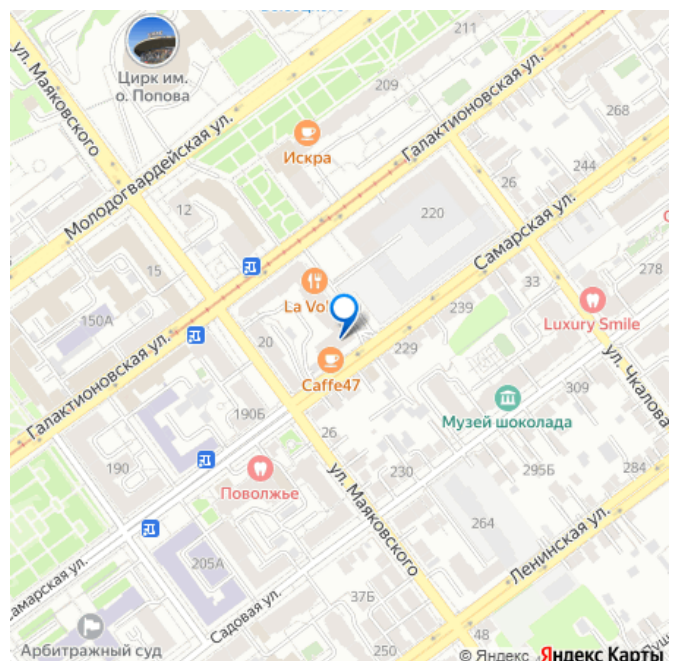 211
ул. Маяковского
Цирк им.
о. Попова
209
Галактионовская ул.
268
Искра
Молодогвардейская ул.
244
26
12
220
Самарская ул.
15
278
33
La Vol
239
Luxury Smile
150А
20
229
Галактионовская ул.
Caffe47
309
ул. Чкалова
190Б
Музей шоколада
26
190
230
295Б
284
Поволжье
ул. Маяковского
264
Ленинская ул.
205А
амарская ул.
37Б
Садовая ул.
Арбитражный суд
250
48
© Яндекс Яндекс Карты